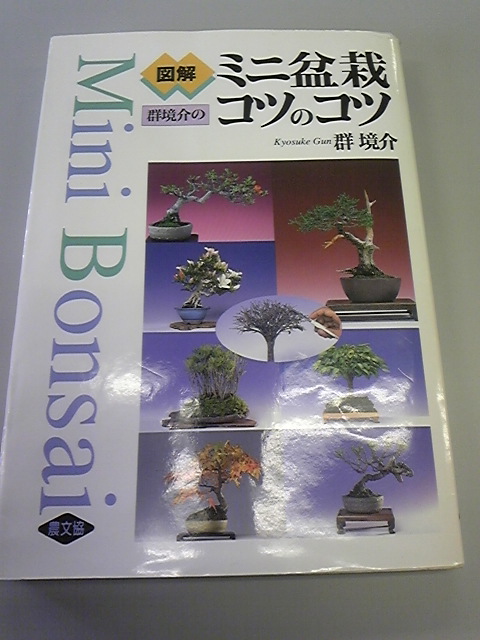 図解
ミニ盆栽
群境介の
コツのコツ
Kyosuke Gun 群 境介
Mini Bonsai
農文協